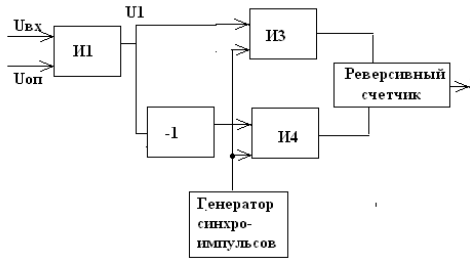 Uвх
U1
И1
И3
Uоп
Реверсивный
счетчик
-1
И4
Генератор
синхро-
импульсов